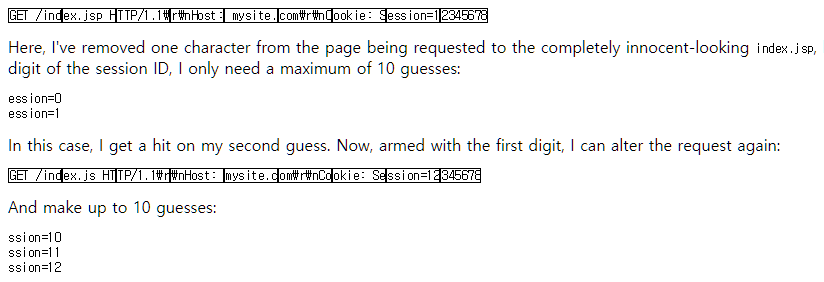 GET /index.jsp HTTP/1.1₩r₩nHost: mysite.com₩r₩nCookie: Session=12345678
Here, I've removed one character from the page being requested to the completely innocent-looking index.jsp,
digit of the session ID, I only need a maximum of 10 guesses:
ession=0
ession=1
In this case, I get a hit on my second guess. Now, armed with the first digit, I can alter the request again:
GET /index.js HTTP/1.1₩r₩nHost: mysite.com₩r₩nCookie: Session=12345678
And make up to 10 guesses:
ssion=10
ssion=11
ssion=12